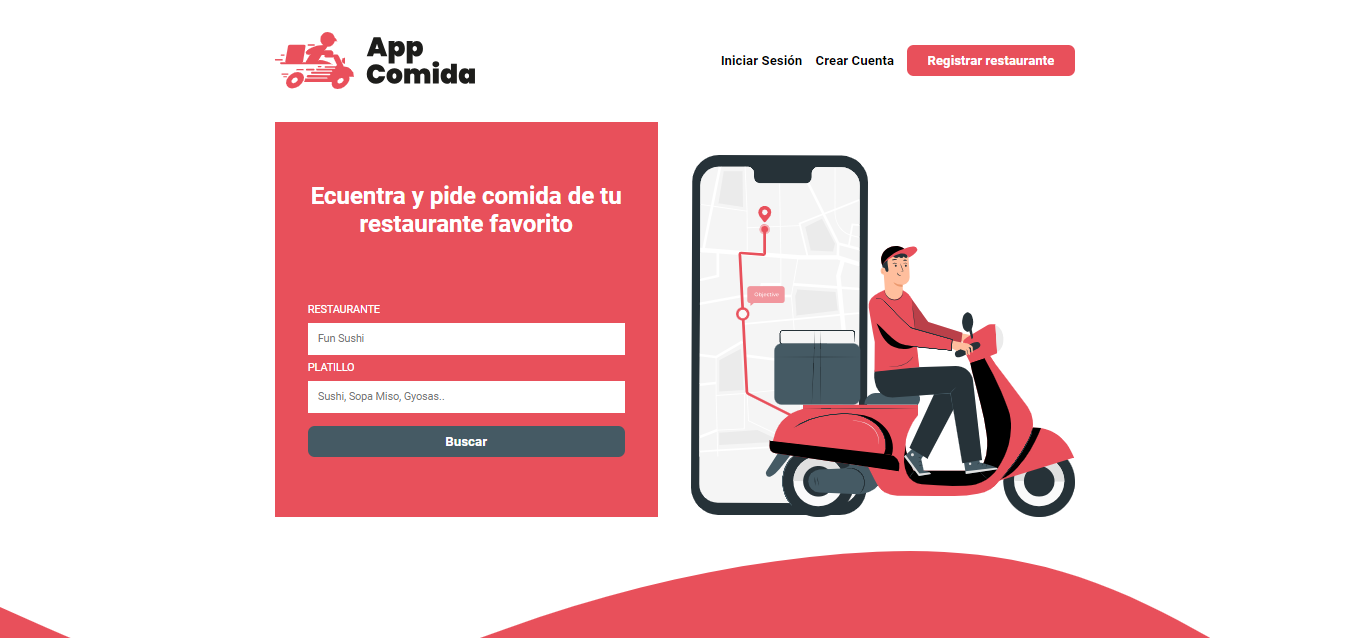 App
Comida
Iniciar Sesión
Crear Cuenta
Registrar restaurante
Ecuentra y pide comida de tu
restaurante favorito
RESTAURANTE
Fun Sushi
PLATILLO
Sushi, Sopa Miso, Gyosas..
Buscar